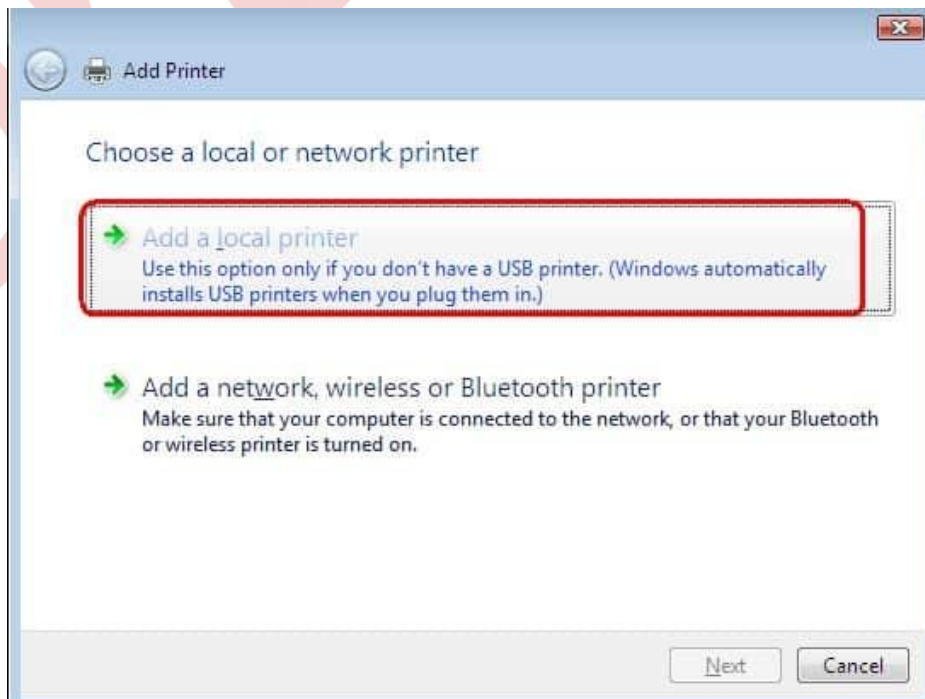 Add Printer
Choose a local or network printer
Add a local printer
Use this option only if you don't have a USB printer. (Windows automatically
installs USB printers when you plug them in.)
Add a network, wireless or Bluetooth printer
Make sure that your computer is connected to the network, or that your Bluetooth
or wireless printer is turned on.
Next Cancel